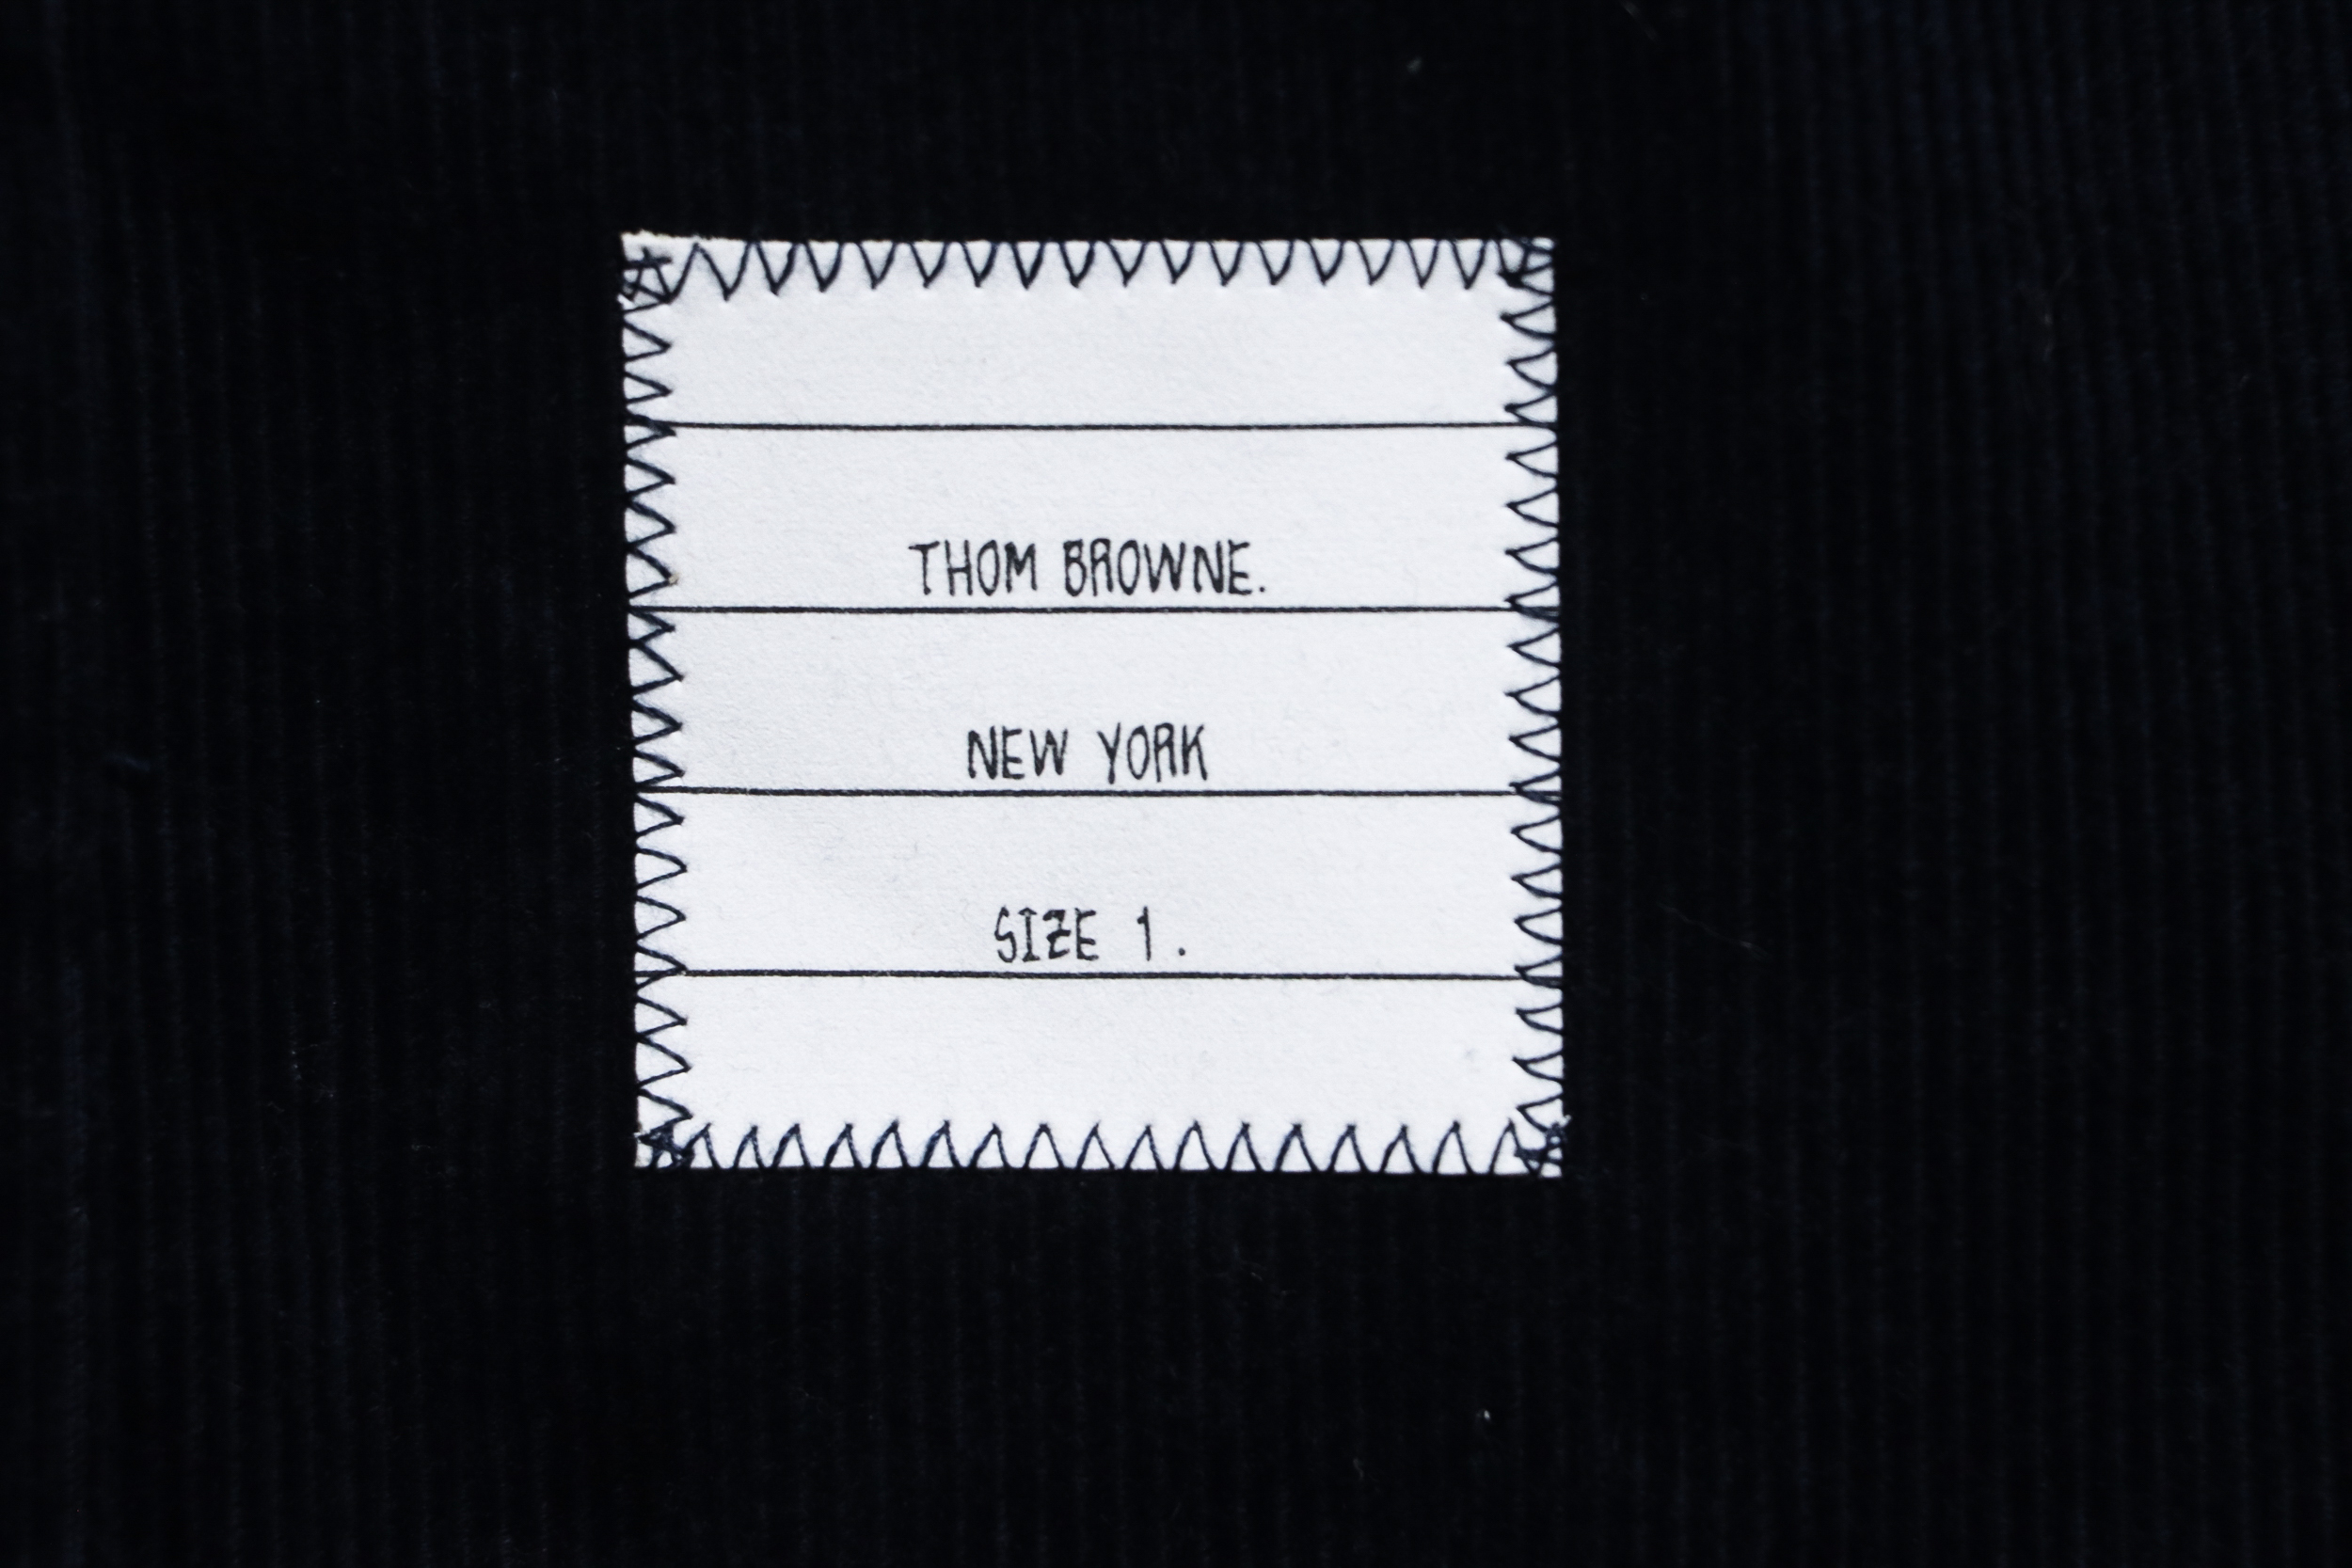 THOM BROWNE.
NEW YORK
SIZE 1.